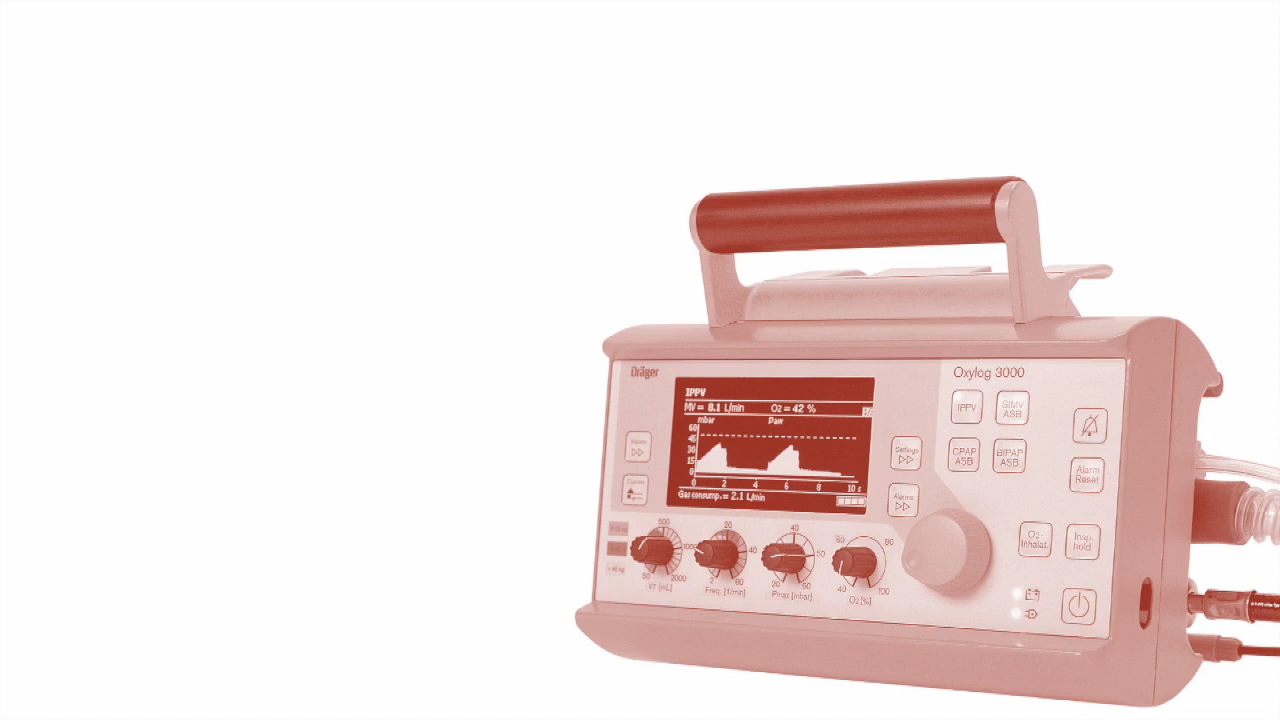 Dräger
Oxylog 3000
IPPV
MV = 8.1 L/min O2 = 42 %
mbar Paw
60
45
30
15
0
0 2 4 6 8 10 s
Gas consump. = 2.1 L/min
Values
Curves
Settings
Alarms
IPPV
SIMV
ASB
CPAP
ASB
BIPAP
ASB
Alarm
Reset
O2-
Inhalat.
Insp.
hold
500
1000
50 2000
VT [mL]
20
40
2 60
Freq. [1/min]
40
50
20 60
Pmax [mbar]
60 80
40 100
O2 [%]